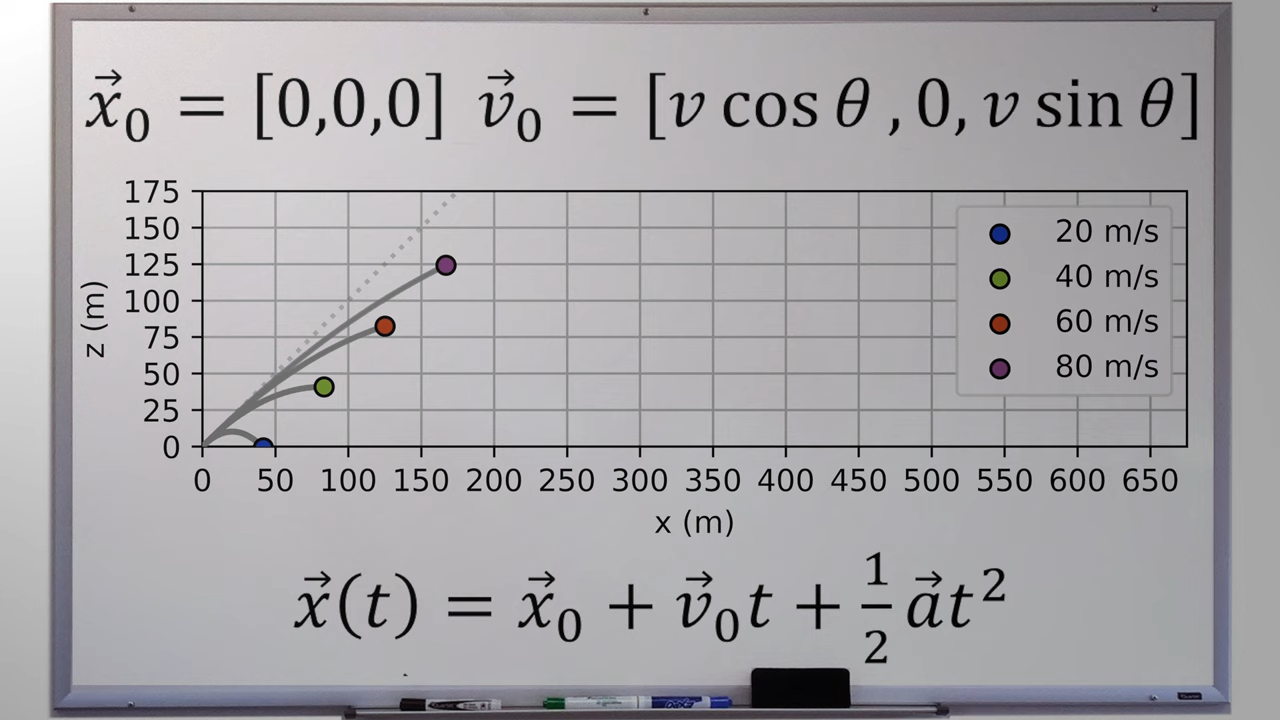 x⃗₀ = [0,0,0] v⃗₀ = [v cos θ , 0, v sin θ]
175
150
125
100
75
50
25
0
z (m)
20 m/s
40 m/s
60 m/s
80 m/s
0 50 100 150 200 250 300 350 400 450 500 550 600 650
x (m)
x⃗(t) = x⃗₀ + v⃗₀t + ½ a⃗t²